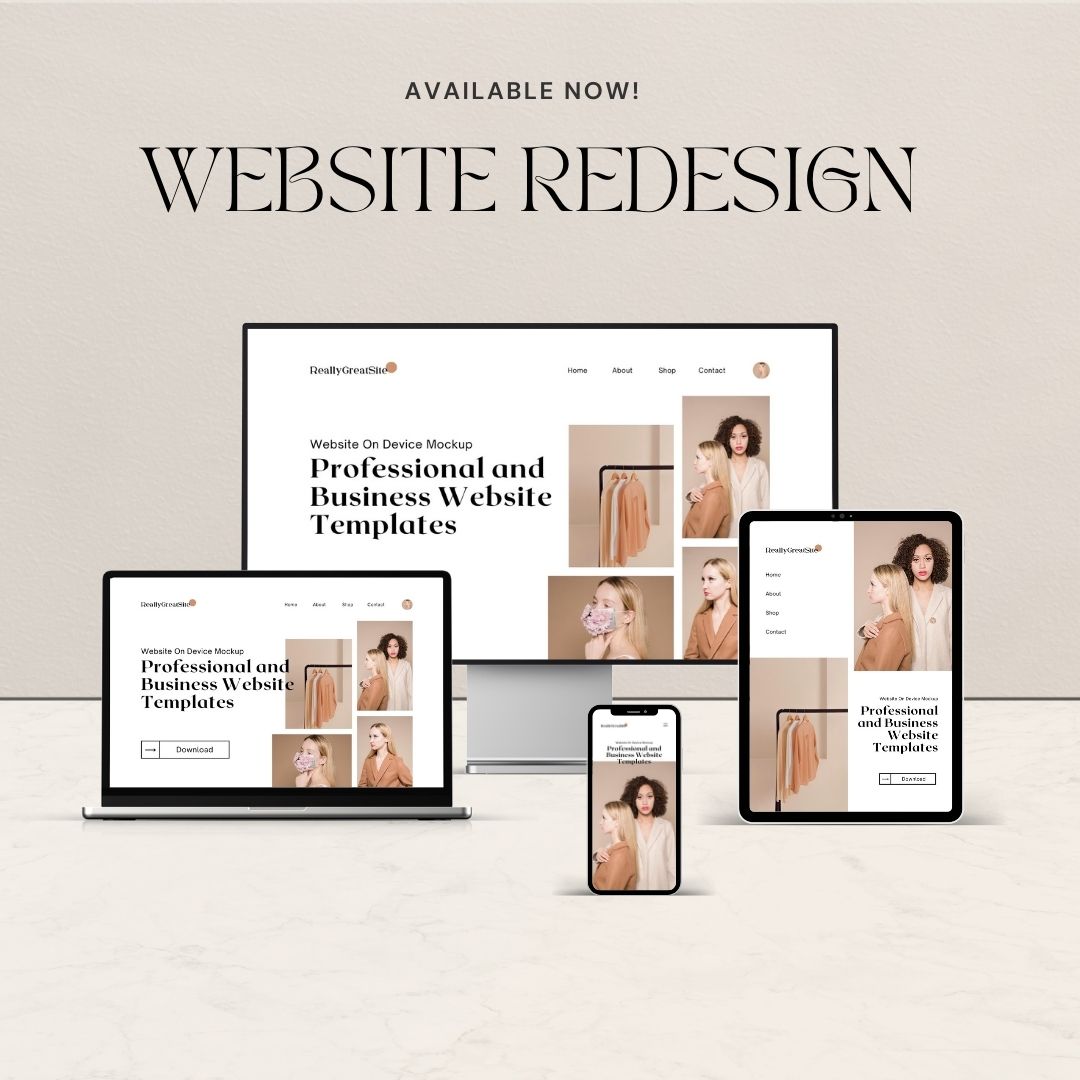 AVAILABLE NOW!
WEBSITE REDESIGN
ReallyGreatSite
Home About Shop Contact
Website On Device Mockup
Professional and
Business Website
Templates
ReallyGreatSite
Home About Shop Contact
Website On Device Mockup
Professional and
Business Website
Templates
Download
ReallyGreatSite
Website On Device Mockup
Professional and
Business Website
Templates
ReallyGreatSite
Home
About
Shop
Contact
Website On Device Mockup
Professional
and Business
Website
Templates
Download